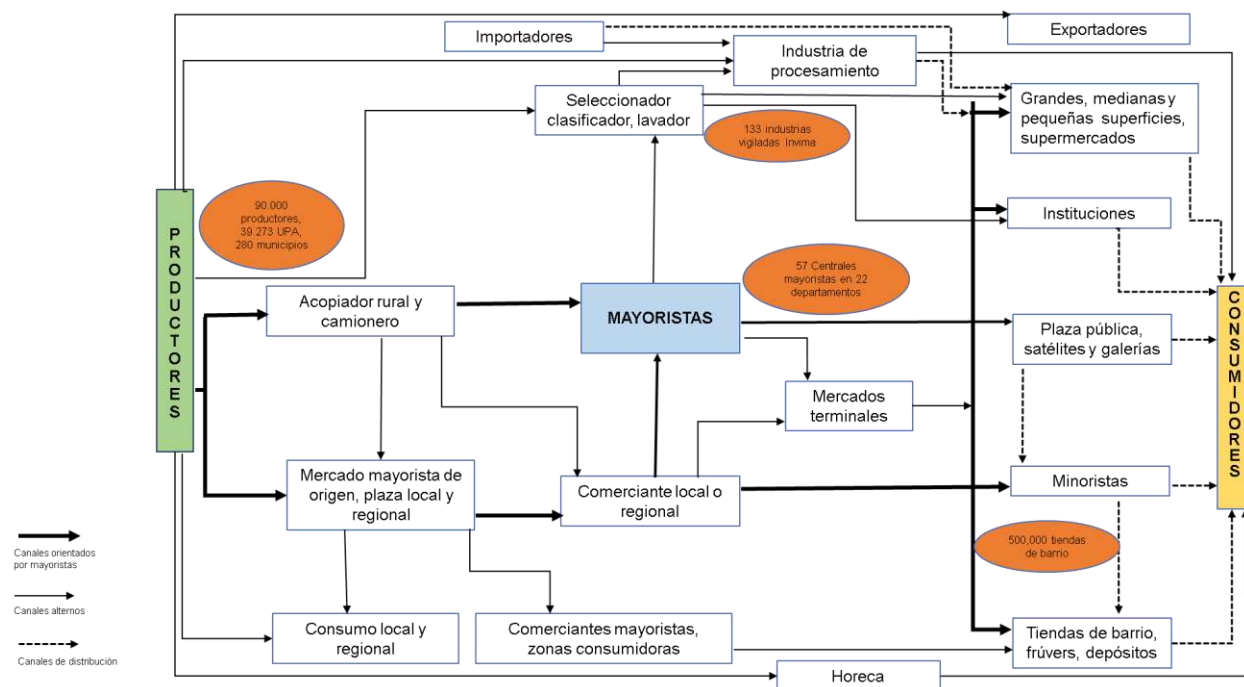 Importadores
Exportadores
Industria de
procesamiento
Seleccionador
clasificador, lavador
Grandes, medianas y
pequeñas superficies,
supermercados
133 industrias
vigiladas Invima
90.000
productores,
39.273 UPA,
280 municipios
Instituciones
PRODUCTORES
57 Centrales
mayoristas en 22
departamentos
Acopiador rural y
camionero
MAYORISTAS
Plaza pública,
satélites y galerías
CONSUMIDORES
Mercados
terminales
Mercado mayorista de
origen, plaza local y
regional
Comerciante local o
regional
Minoristas
Canales orientados
por mayoristas
500,000 tiendas
de barrio
Canales alternos
Consumo local y
regional
Comerciantes mayoristas,
zonas consumidoras
Tiendas de barrio,
frúvers, depósitos
Canales de distribución
Horeca